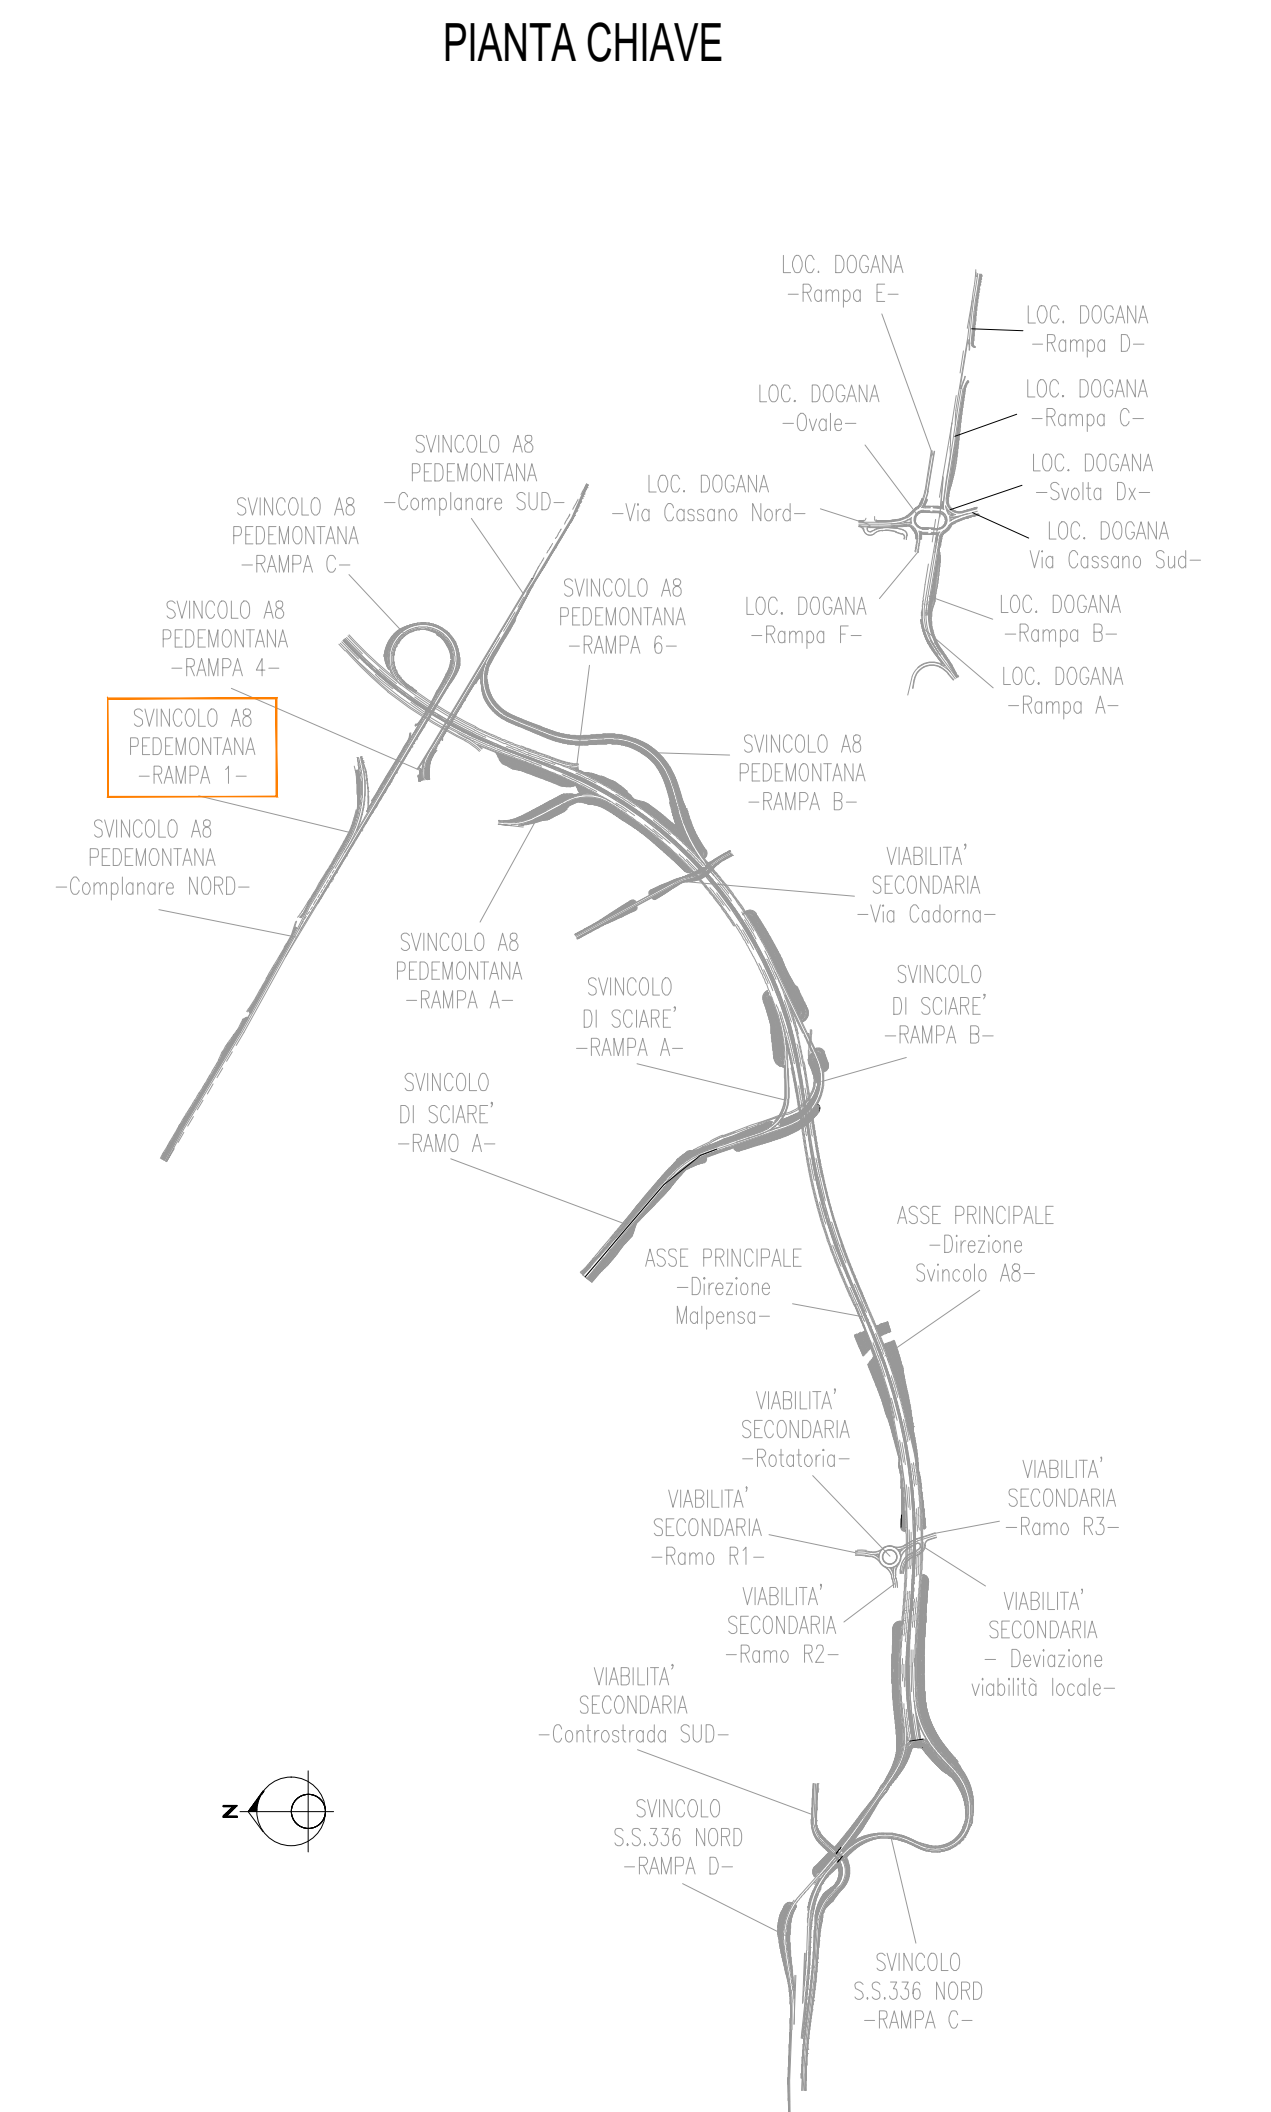 PIANTA CHIAVE
LOC. DOGANA
-Rampa E-
LOC. DOGANA
-Rampa D-
LOC. DOGANA
-Ovale-
LOC. DOGANA
-Rampa C-
SVINCOLO A8
PEDEMONTANA
-Complanare SUD-
LOC. DOGANA
-Via Cassano Nord-
LOC. DOGANA
-Svolta Dx-
SVINCOLO A8
PEDEMONTANA
-RAMPA C-
LOC. DOGANA
Via Cassano Sud-
SVINCOLO A8
PEDEMONTANA
-RAMPA 6-
SVINCOLO A8
PEDEMONTANA
-RAMPA 4-
LOC. DOGANA
-Rampa F-
LOC. DOGANA
-Rampa B-
LOC. DOGANA
-Rampa A-
SVINCOLO A8
PEDEMONTANA
-RAMPA 1-
SVINCOLO A8
PEDEMONTANA
-RAMPA B-
SVINCOLO A8
PEDEMONTANA
-Complanare NORD-
VIABILITA'
SECONDARIA
-Via Cadorna-
SVINCOLO A8
PEDEMONTANA
-RAMPA A-
SVINCOLO
DI SCIARE'
-RAMPA A-
SVINCOLO
DI SCIARE'
-RAMPA B-
SVINCOLO
DI SCIARE'
-RAMO A-
ASSE PRINCIPALE
-Direzione
Svincolo A8-
ASSE PRINCIPALE
-Direzione
Malpensa-
VIABILITA'
SECONDARIA
-Rotatoria-
VIABILITA'
SECONDARIA
-Ramo R3-
VIABILITA'
SECONDARIA
-Ramo R1-
VIABILITA'
SECONDARIA
-Ramo R2-
VIABILITA'
SECONDARIA
- Deviazione
viabilità locale-
VIABILITA'
SECONDARIA
-Controstrada SUD-
N
SVINCOLO
S.S.336 NORD
-RAMPA D-
SVINCOLO
S.S.336 NORD
-RAMPA C-